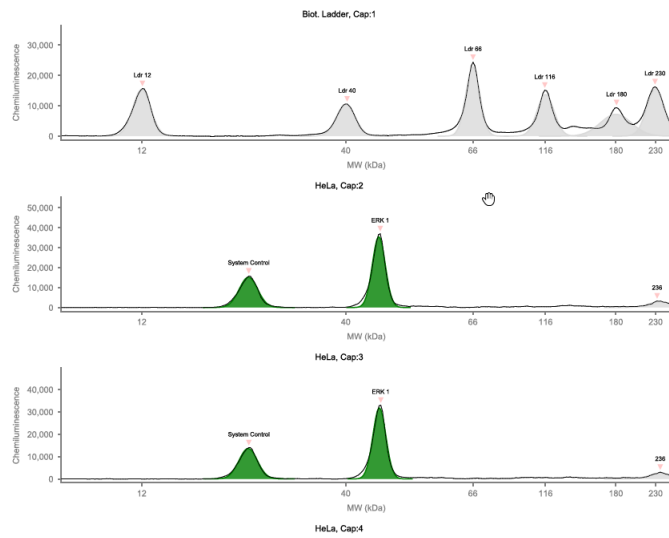 Biot. Ladder, Cap:1
Chemiluminescence
30,000
20,000
10,000
0
Ldr 12
Ldr 40
Ldr 66
Ldr 116
Ldr 180
Ldr 230
12
40
66
116
180
230
MW (kDa)
HeLa, Cap:2
Chemiluminescence
50,000
40,000
30,000
20,000
10,000
0
System Control
ERK 1
236
12
40
66
116
180
230
MW (kDa)
HeLa, Cap:3
Chemiluminescence
40,000
30,000
20,000
10,000
0
System Control
ERK 1
236
12
40
66
116
180
230
MW (kDa)
HeLa, Cap:4